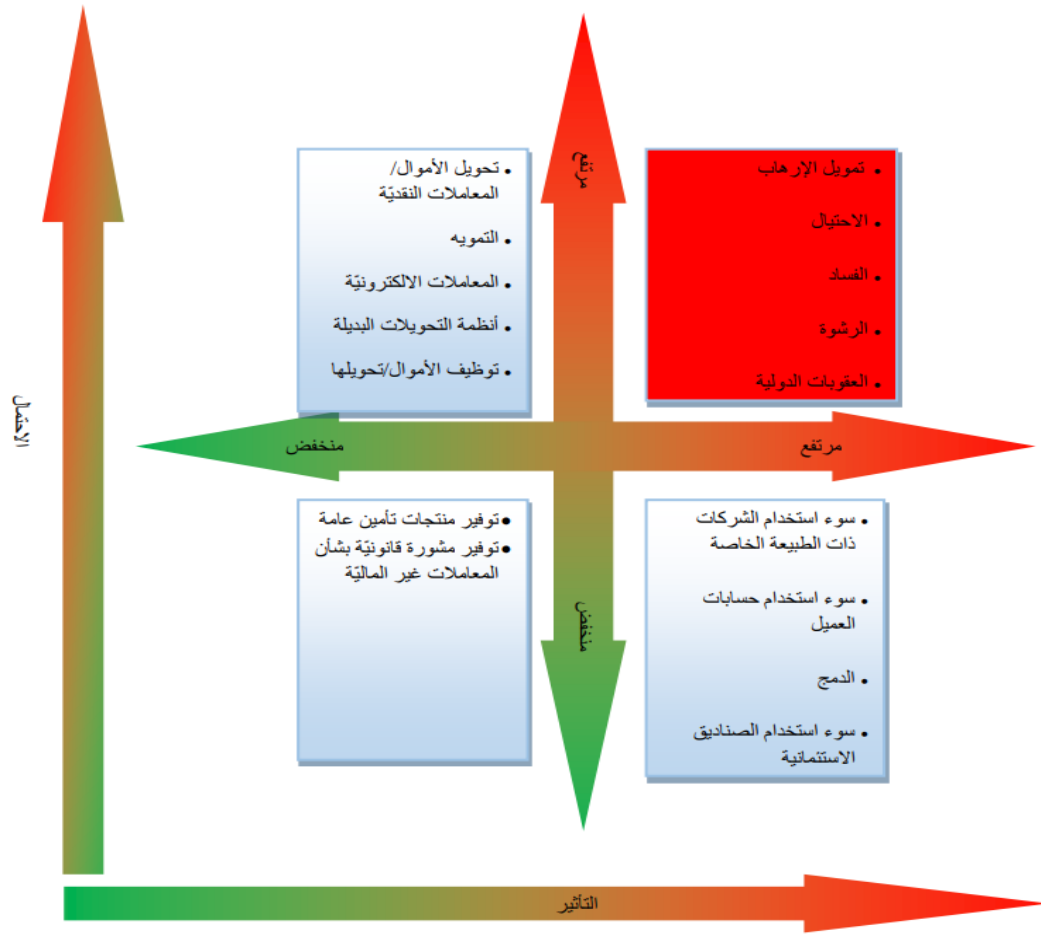 مرتفع
• تمويل الإرهاب
• الاحتيال
• الفساد
• الرشوة
• العقوبات الدولية
• تحويل الأموال/
المعاملات النقديّة
• التمويه
• المعاملات الالكترونيّة
• أنظمة التحويلات البديلة
• توظيف الأموال/تحويلها
الإحتمال
مرتفع
منخفض
• سوء استخدام الشركات
ذات الطبيعة الخاصة
• سوء استخدام حسابات
العميل
• الدمج
• سوء استخدام الصناديق
الاستئمانية
• توفير منتجات تأمين عامة
• توفير مشورة قانونيّة بشأن
المعاملات غير الماليّة
منخفض
التأثير